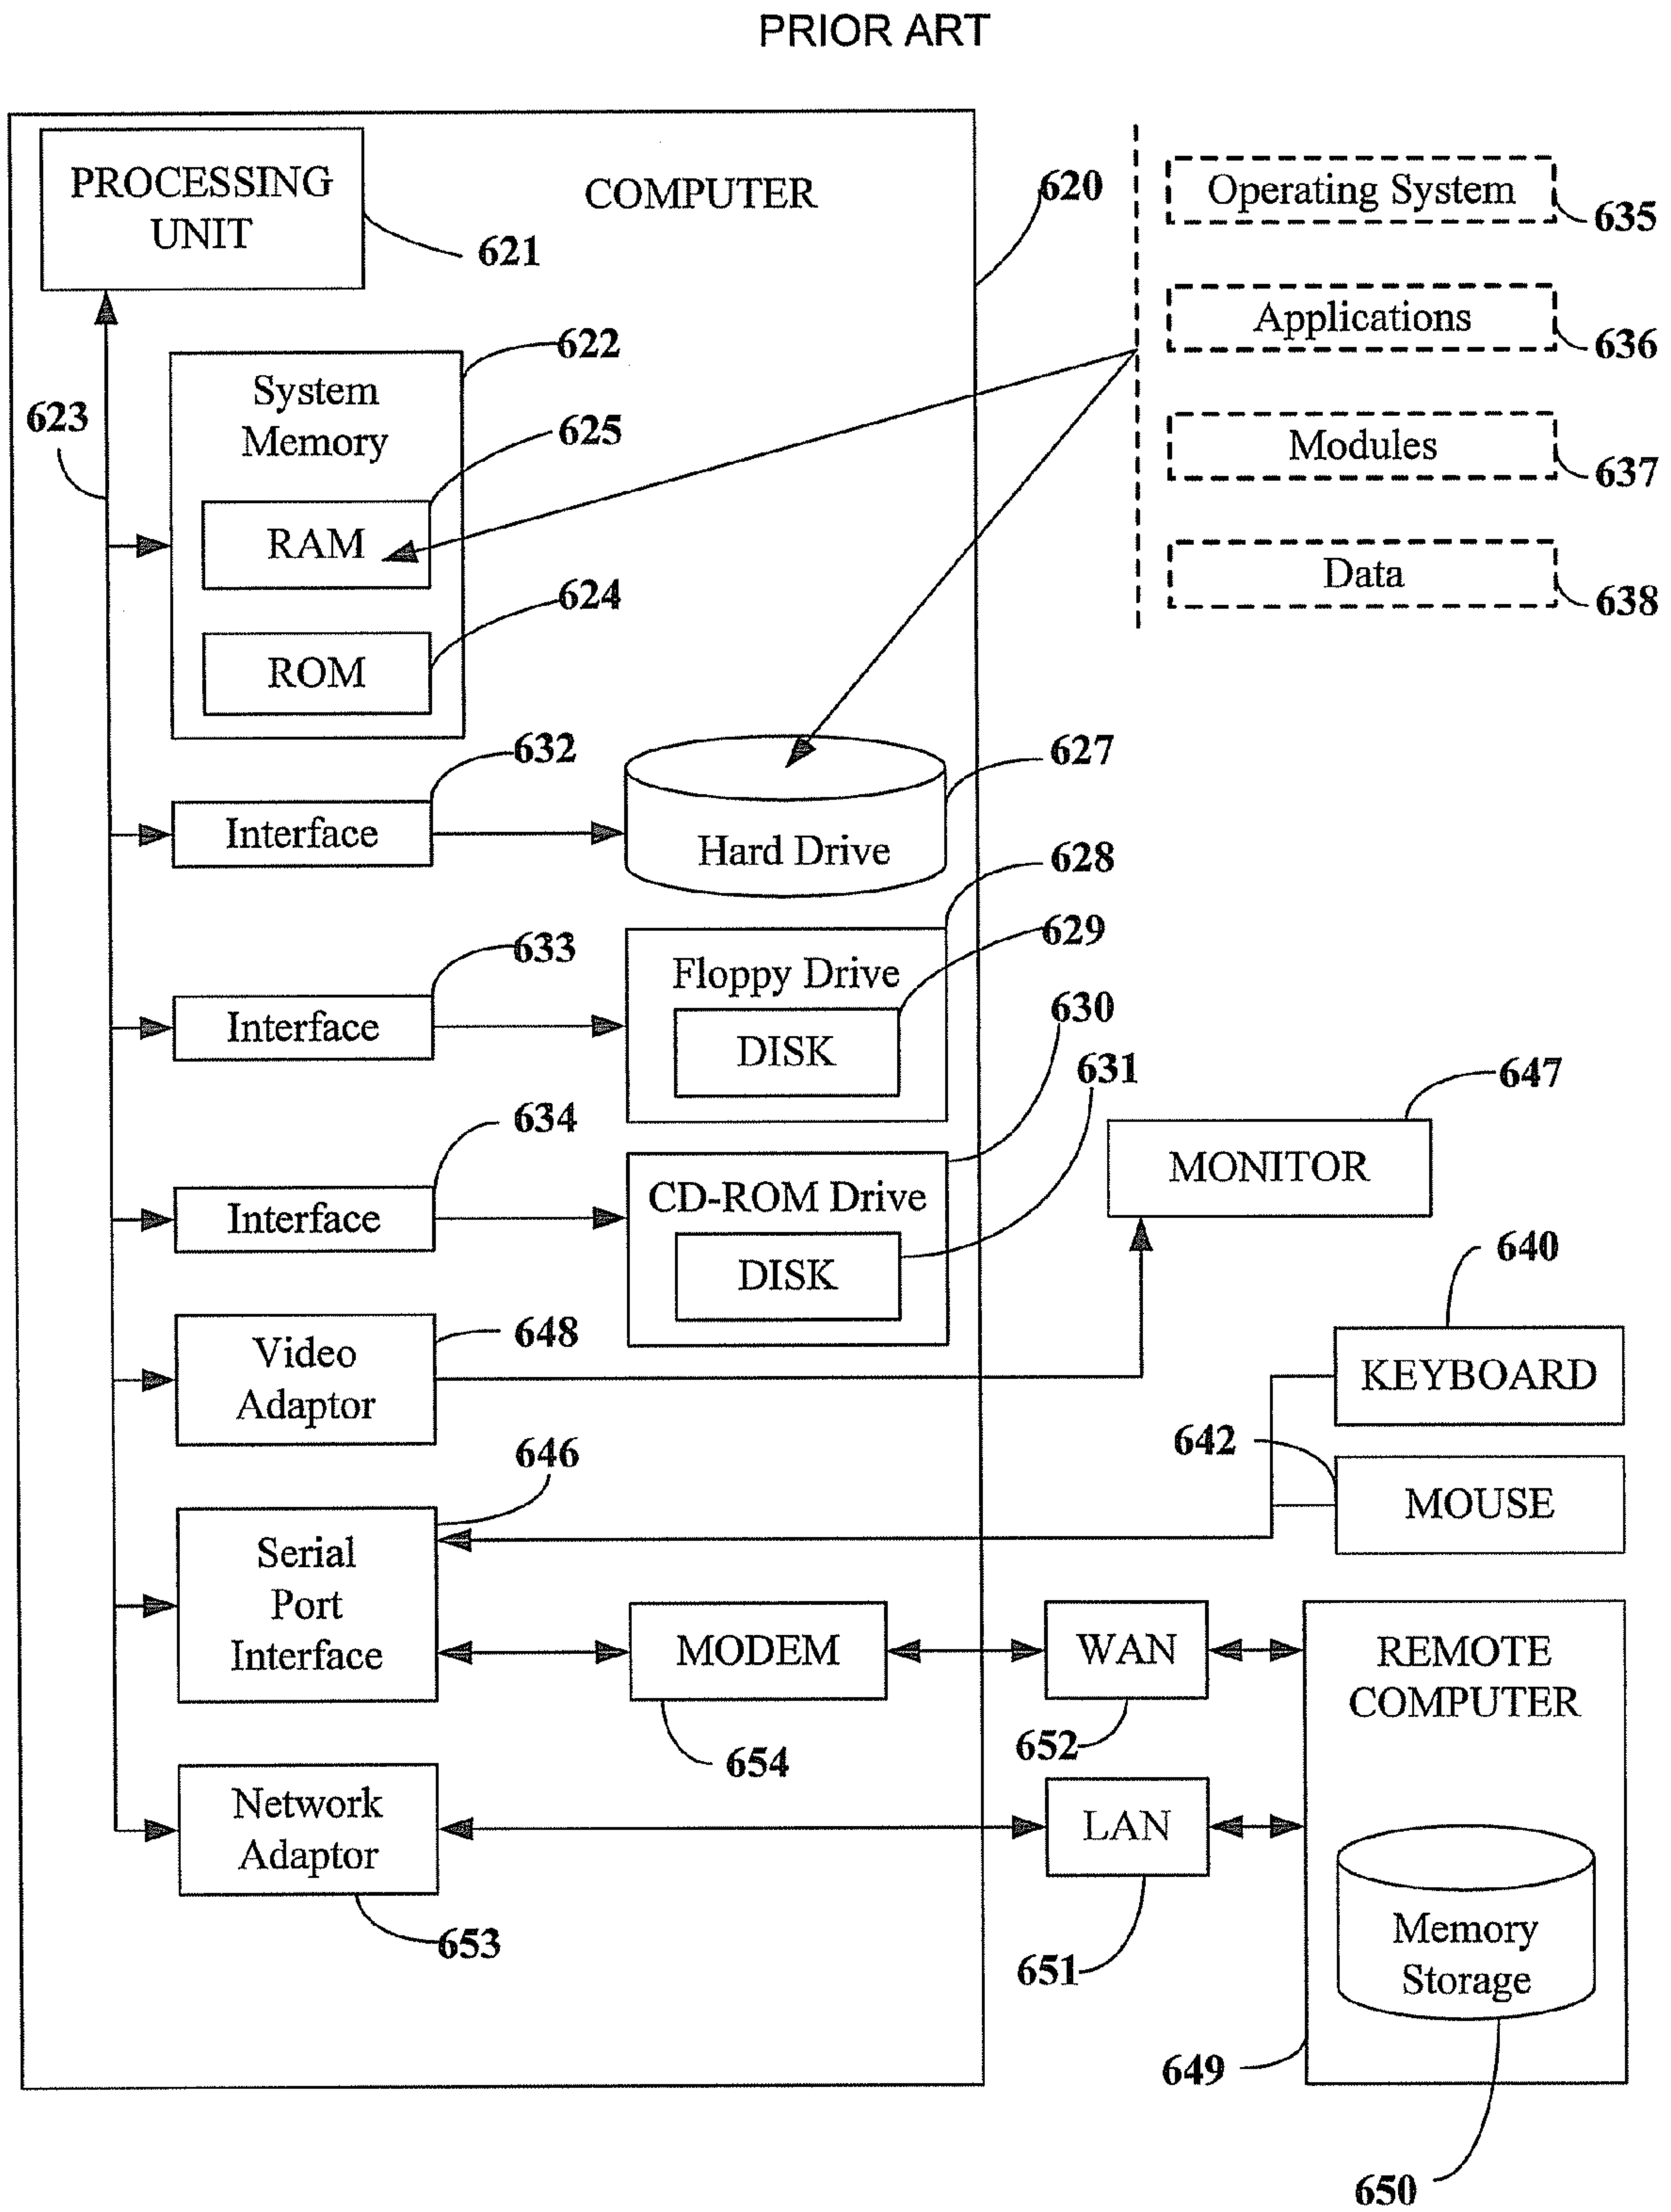 PRIOR ART
PROCESSING
UNIT
621
COMPUTER
620
Operating System
635
Applications
636
Modules
637
Data
638
623
622
System
Memory
625
RAM
624
ROM
632
Interface
627
Hard Drive
628
633
Interface
629
Floppy Drive
DISK
630
631
634
Interface
CD-ROM Drive
DISK
647
MONITOR
640
KEYBOARD
648
Video
Adaptor
642
MOUSE
646
Serial
Port
Interface
MODEM
654
WAN
652
REMOTE
COMPUTER
Network
Adaptor
653
LAN
651
Memory
Storage
649
650